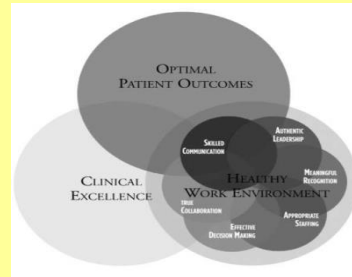 OPTIMAL
PATIENT OUTCOMES
SKILLED
COMMUNICATION
AUTHENTIC
LEADERSHIP
CLINICAL
EXCELLENCE
HEALTHY
WORK ENVIRONMENT
MEANINGFUL
RECOGNITION
TRUE
COLLABORATION
APPROPRIATE
STAFFING
EFFECTIVE
DECISION MAKING